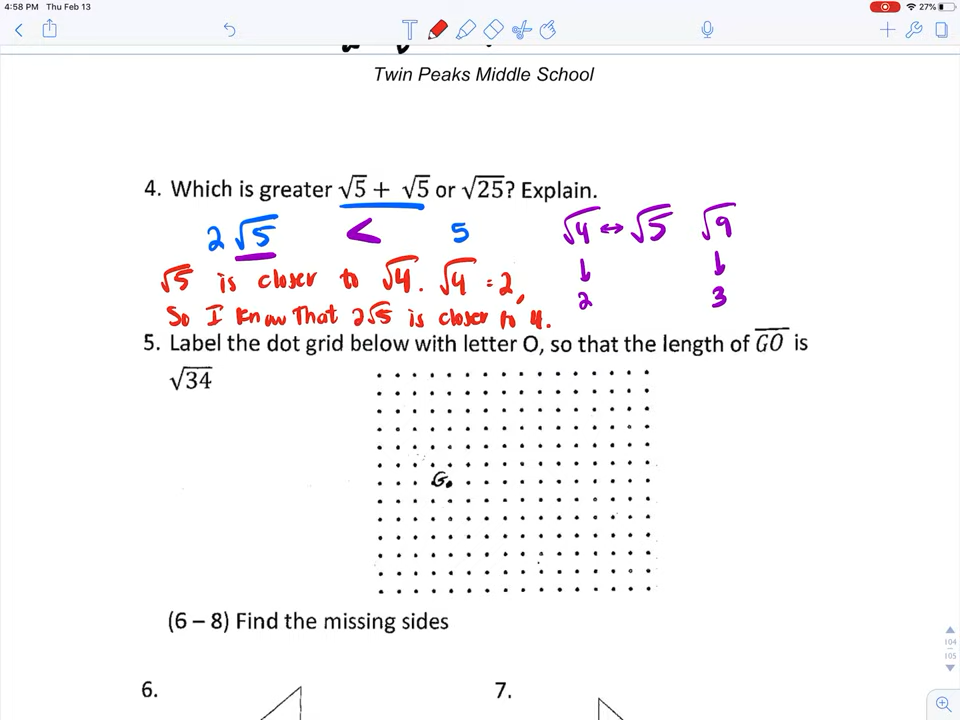 4:58 PM Thu Feb 13
27%
T
Twin Peaks Middle School
4. Which is greater √5 + √5 or √25? Explain.
2√5 < 5 √4 ↔ √5 √9
√5 is closer to √4. √4 = 2,
↓ ↓
2 3
So I know that 2√5 is closer to 4.
5. Label the dot grid below with letter O, so that the length of GO is
√34
G
(6 – 8) Find the missing sides
6. 7.
104
105